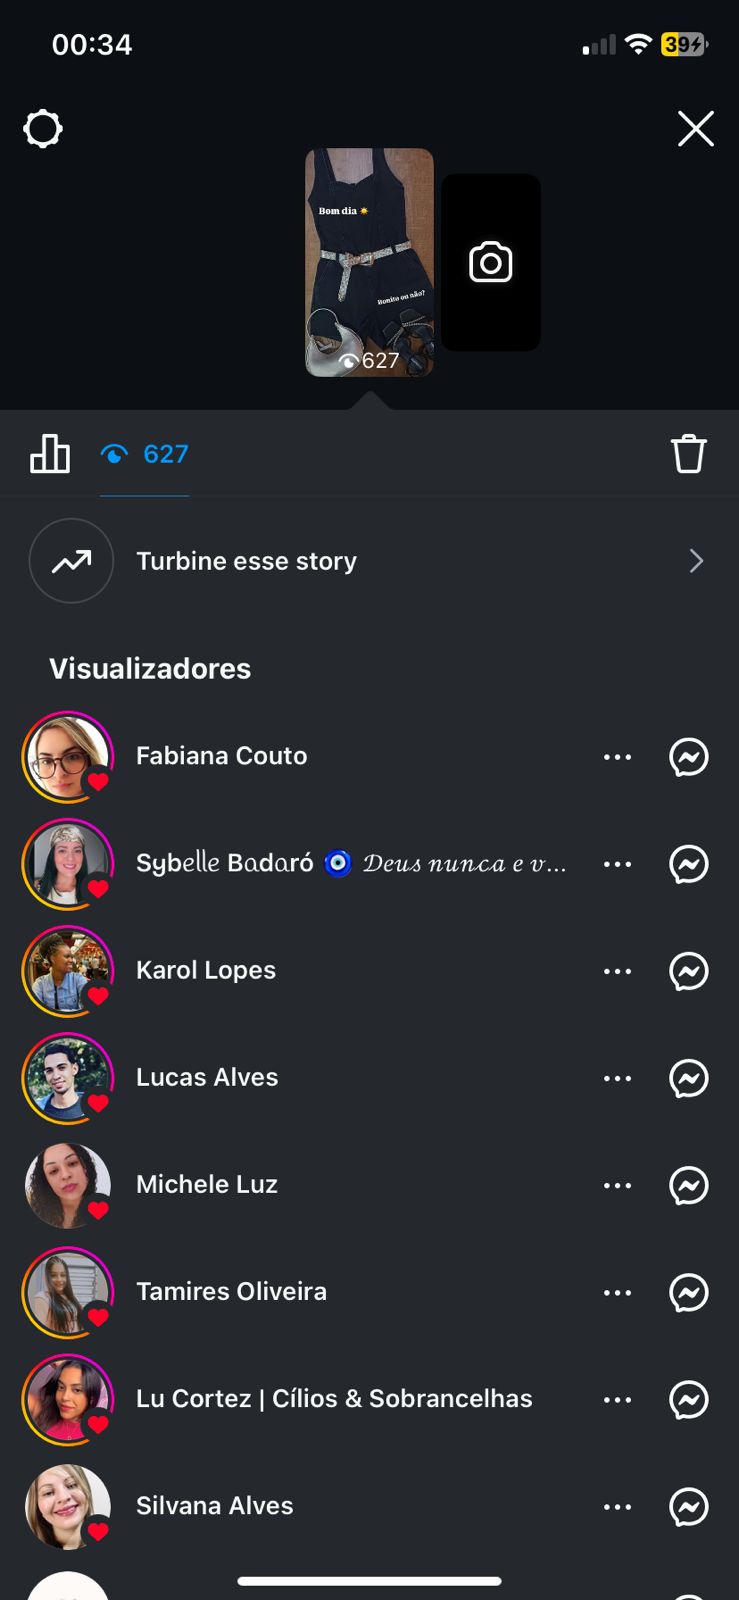 00:34
39
Bom dia ☀️
Bonito ou não?
627
627
Turbine esse story
Visualizadores
Fabiana Couto
Sybelle Badaró 🧿 𝓓𝓮𝓾𝓼 𝓷𝓾𝓷𝓬𝓪 𝓮 𝓿...
Karol Lopes
Lucas Alves
Michele Luz
Tamires Oliveira
Lu Cortez | Cílios & Sobrancelhas
Silvana Alves